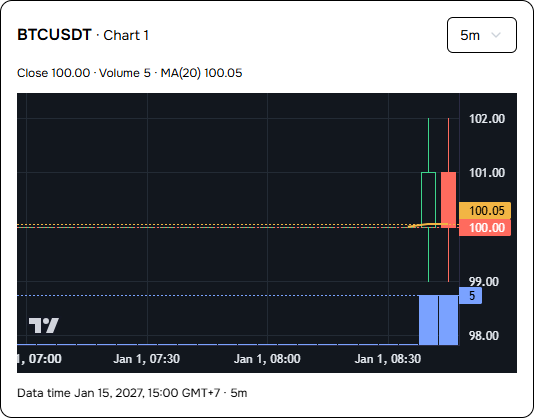 BTCUSDT · Chart 1
5m
Close 100.00 · Volume 5 · MA(20) 100.05
102.00
101.00
100.05
100.00
99.00
5
98.00
1, 07:00 Jan 1, 07:30 Jan 1, 08:00 Jan 1, 08:30
Data time Jan 15, 2027, 15:00 GMT+7 · 5m